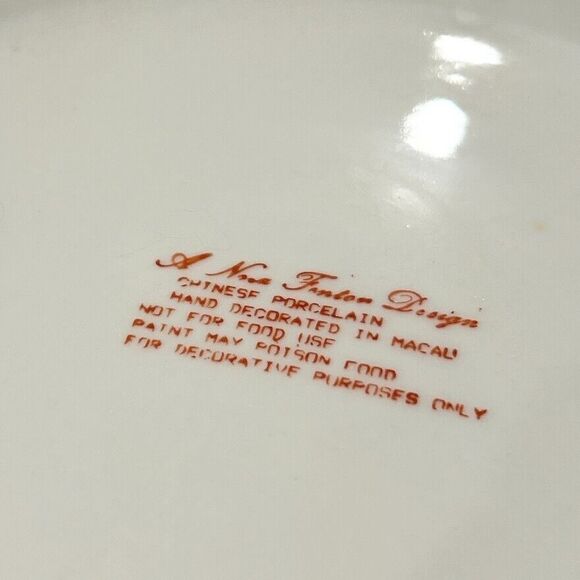 A Nora Fenton Design
CHINESE PORCELAIN
HAND DECORATED IN MACAU
NOT FOR FOOD USE
PAINT MAY POISON FOOD
FOR DECORATIVE PURPOSES ONLY